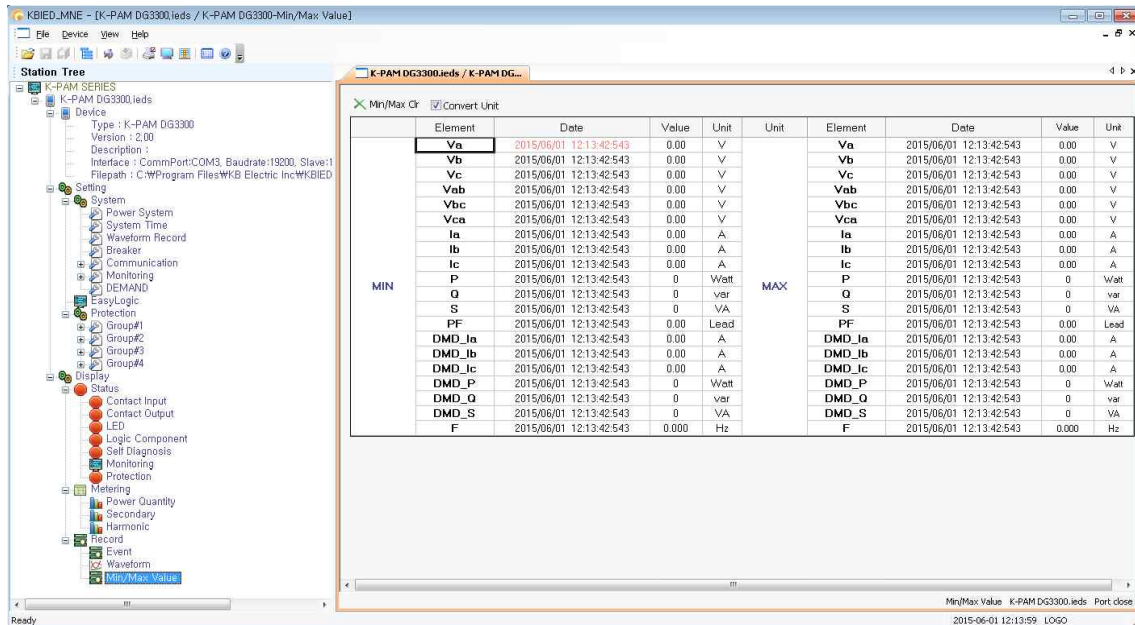 KBIED_MNE - [K-PAM DG3300.ieds / K-PAM DG3300-Min/Max Value]
File Device View Help
Station Tree
K-PAM DG3300.ieds / K-PAM DG...
K-PAM SERIES
K-PAM DG3300.ieds
Device
Type : K-PAM DG3300
Version : 2.00
Description :
Interface : CommPort:COM3, Baudrate:19200, Slave:1
Filepath : C:₩Program Files₩KB Electric Inc₩KBIED
Setting
System
Power System
System Time
Waveform Record
Breaker
Communication
Monitoring
DEMAND
EasyLogic
Protection
Group#1
Group#2
Group#3
Group#4
Display
Status
Contact Input
Contact Output
LED
Logic Component
Self Diagnosis
Monitoring
Protection
Metering
Power Quantity
Secondary
Harmonic
Record
Event
Waveform
Min/Max Value
Min/Max Clr Convert Unit
Element Date Value Unit Unit Element Date Value Unit
Va 2015/06/01 12:13:42:543 0.00 V Va 2015/06/01 12:13:42:543 0.00 V
Vb 2015/06/01 12:13:42:543 0.00 V Vb 2015/06/01 12:13:42:543 0.00 V
Vc 2015/06/01 12:13:42:543 0.00 V Vc 2015/06/01 12:13:42:543 0.00 V
Vab 2015/06/01 12:13:42:543 0.00 V Vab 2015/06/01 12:13:42:543 0.00 V
Vbc 2015/06/01 12:13:42:543 0.00 V Vbc 2015/06/01 12:13:42:543 0.00 V
Vca 2015/06/01 12:13:42:543 0.00 V Vca 2015/06/01 12:13:42:543 0.00 V
Ia 2015/06/01 12:13:42:543 0.00 A Ia 2015/06/01 12:13:42:543 0.00 A
Ib 2015/06/01 12:13:42:543 0.00 A Ib 2015/06/01 12:13:42:543 0.00 A
Ic 2015/06/01 12:13:42:543 0.00 A Ic 2015/06/01 12:13:42:543 0.00 A
P 2015/06/01 12:13:42:543 0 Watt P 2015/06/01 12:13:42:543 0 Watt
MIN Q 2015/06/01 12:13:42:543 0 var MAX Q 2015/06/01 12:13:42:543 0 var
S 2015/06/01 12:13:42:543 0 VA S 2015/06/01 12:13:42:543 0 VA
PF 2015/06/01 12:13:42:543 0.00 Lead PF 2015/06/01 12:13:42:543 0.00 Lead
DMD_Ia 2015/06/01 12:13:42:543 0.00 A DMD_Ia 2015/06/01 12:13:42:543 0.00 A
DMD_Ib 2015/06/01 12:13:42:543 0.00 A DMD_Ib 2015/06/01 12:13:42:543 0.00 A
DMD_Ic 2015/06/01 12:13:42:543 0.00 A DMD_Ic 2015/06/01 12:13:42:543 0.00 A
DMD_P 2015/06/01 12:13:42:543 0 Watt DMD_P 2015/06/01 12:13:42:543 0 Watt
DMD_Q 2015/06/01 12:13:42:543 0 var DMD_Q 2015/06/01 12:13:42:543 0 var
DMD_S 2015/06/01 12:13:42:543 0 VA DMD_S 2015/06/01 12:13:42:543 0 VA
F 2015/06/01 12:13:42:543 0.000 Hz F 2015/06/01 12:13:42:543 0.000 Hz
Min/Max Value K-PAM DG3300.ieds Port close
Ready 2015-06-01 12:13:59 LOGO